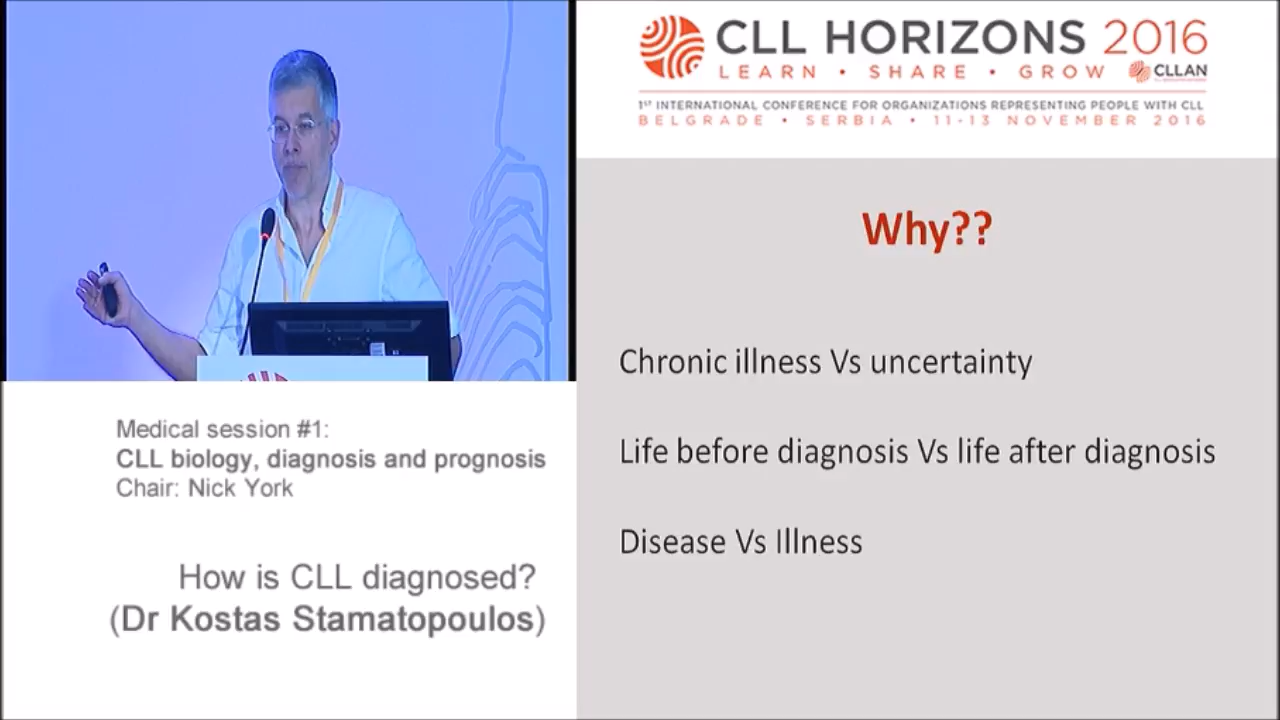 CLL HORIZONS 2016
LEARN • SHARE • GROW
CLLAN
1ST INTERNATIONAL CONFERENCE FOR ORGANIZATIONS REPRESENTING PEOPLE WITH CLL
BELGRADE • SERBIA • 11-13 NOVEMBER 2016
Why??
Chronic illness Vs uncertainty
Life before diagnosis Vs life after diagnosis
Disease Vs Illness
Medical session #1:
CLL biology, diagnosis and prognosis
Chair: Nick York
How is CLL diagnosed?
(Dr Kostas Stamatopoulos)